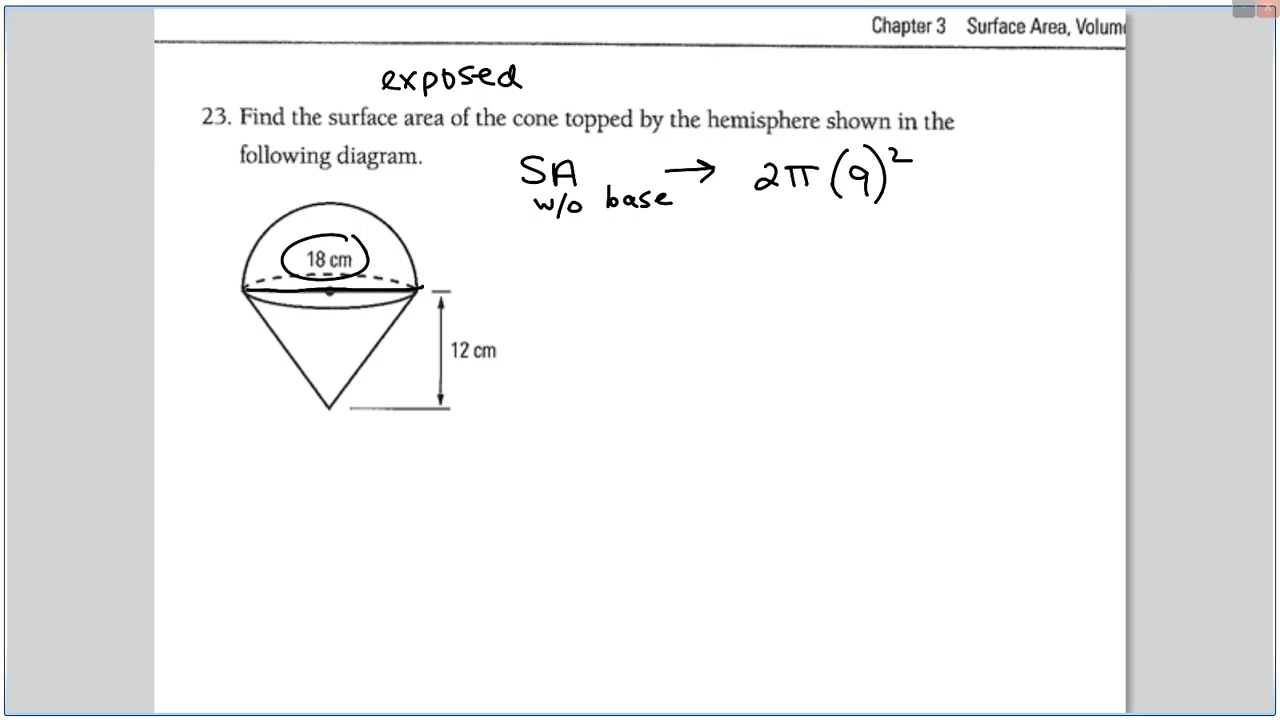 Chapter 3 Surface Area, Volum
exposed
23. Find the surface area of the cone topped by the hemisphere shown in the
following diagram.
SA → 2π(9)²
w/o base
18 cm
12 cm